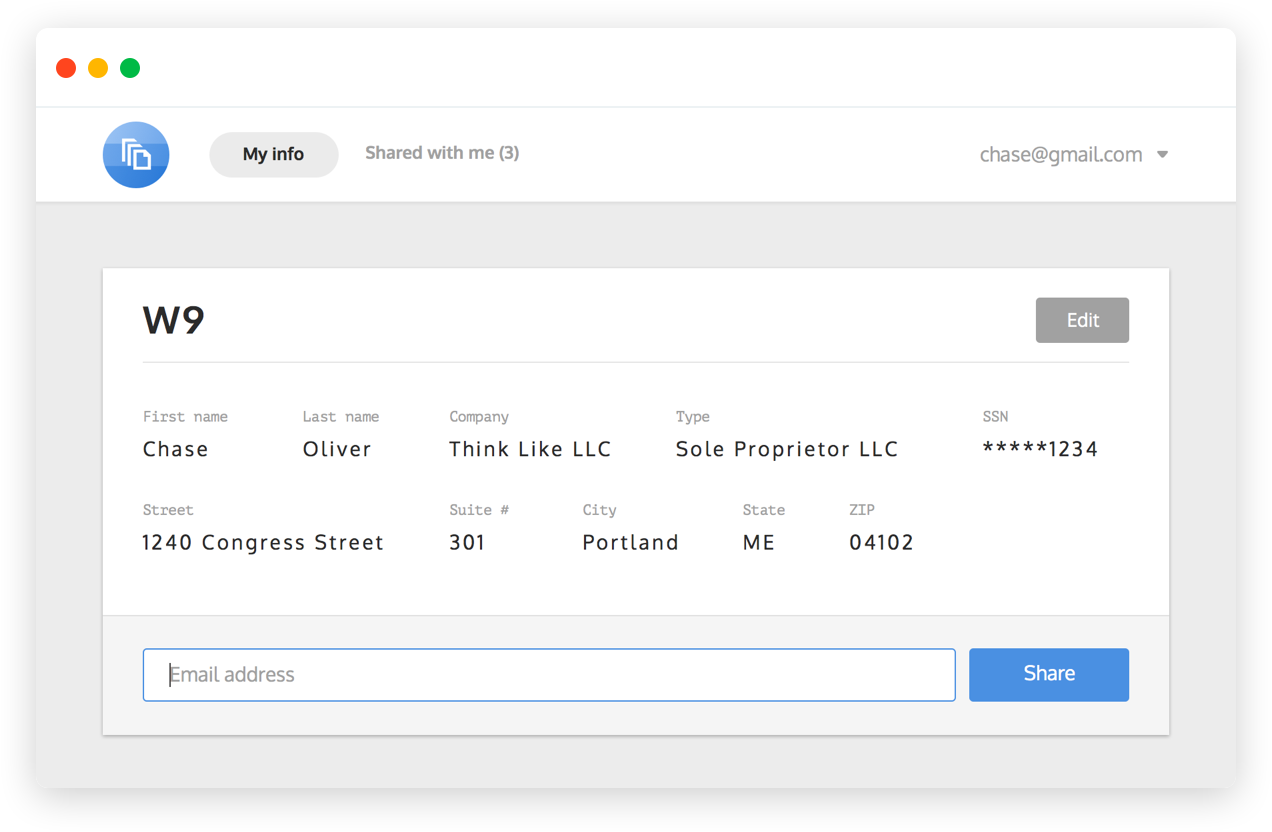 My info Shared with me (3) chase@gmail.com
W9 Edit
First name Last name Company Type SSN
Chase Oliver Think Like LLC Sole Proprietor LLC *****1234
Street Suite # City State ZIP
1240 Congress Street 301 Portland ME 04102
Email address Share